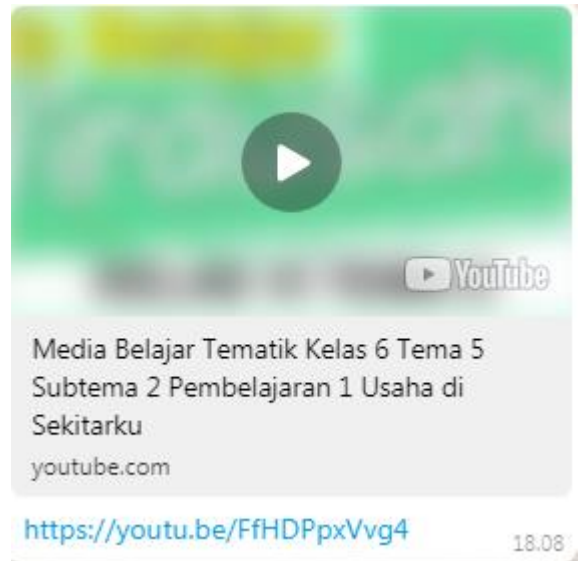 YouTube
Media Belajar Tematik Kelas 6 Tema 5
Subtema 2 Pembelajaran 1 Usaha di
Sekitarku
youtube.com
https://youtu.be/FfHDPpxVvg4
18.08